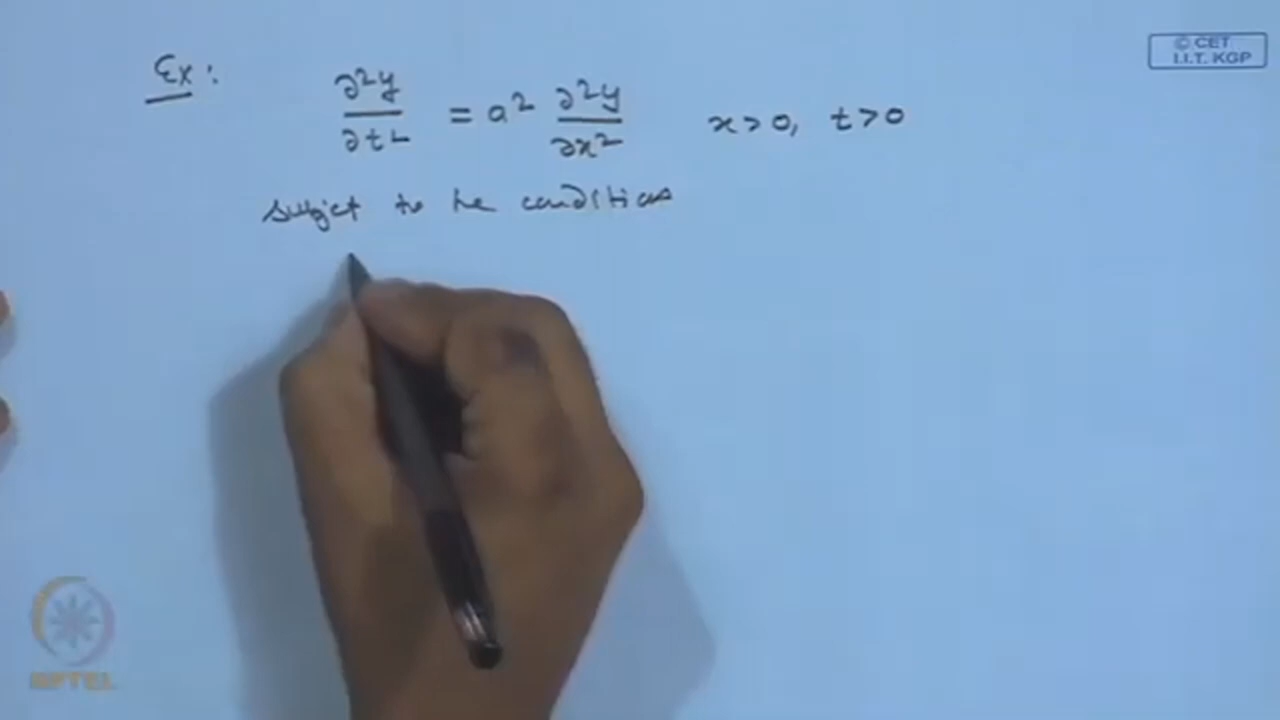 © CET
I.I.T. KGP
Ex: ∂²y/∂t² = a² ∂²y/∂x² x>0, t>0
subject to the conditions
NPTEL